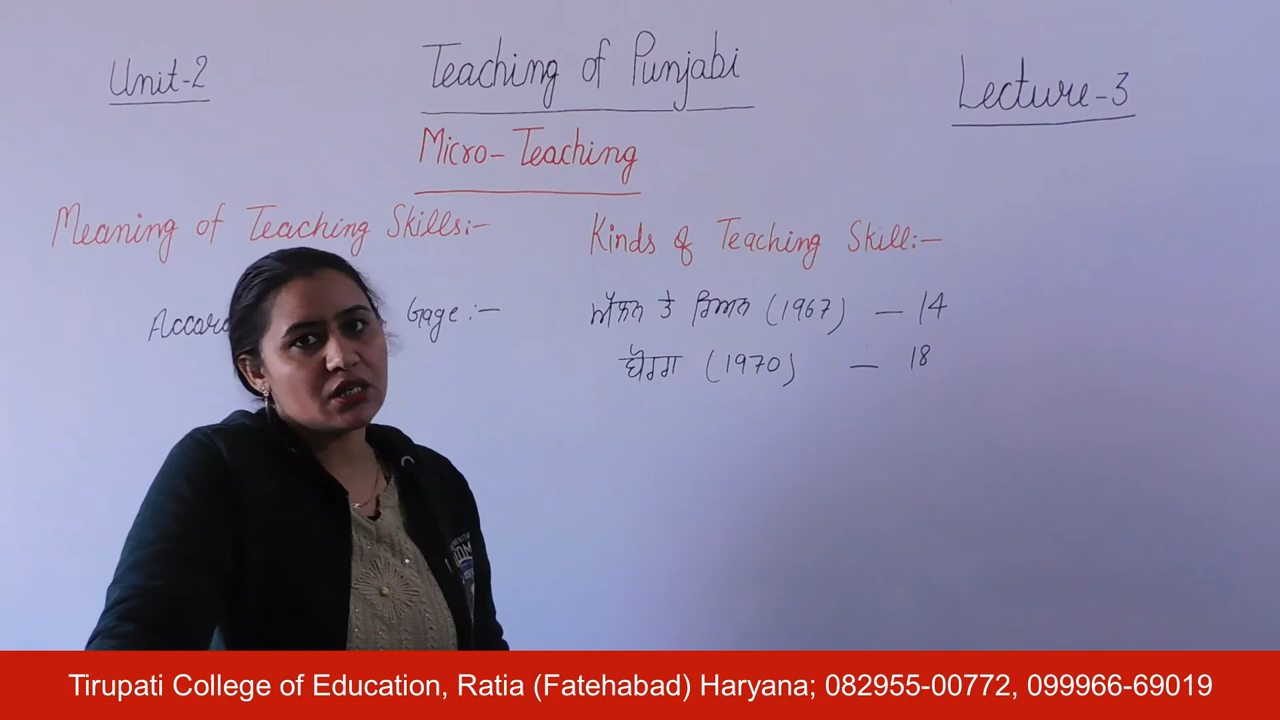 Unit-2
Teaching of Punjabi
Lecture-3
Micro-Teaching
Meaning of Teaching Skills:-
Kinds of Teaching Skill:-
Gage :-
ਐਲਨ ਤੇ ਰਿਆਨ (1967) — 14
ਬੋਰਗ (1970) — 18
Tirupati College of Education, Ratia (Fatehabad) Haryana; 082955-00772, 099966-69019